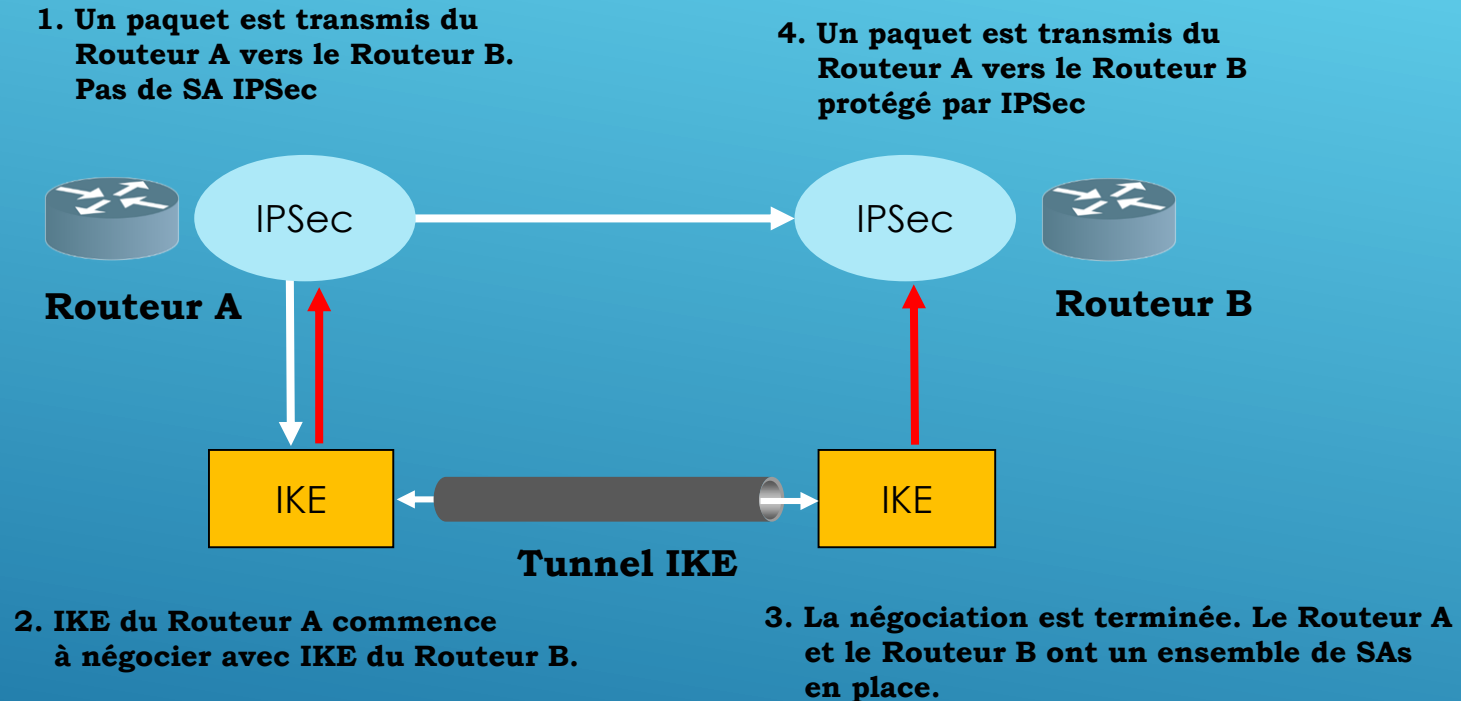 1. Un paquet est transmis du
Routeur A vers le Routeur B.
Pas de SA IPSec
4. Un paquet est transmis du
Routeur A vers le Routeur B
protégé par IPSec
IPSec
IPSec
Routeur A
Routeur B
IKE
IKE
Tunnel IKE
2. IKE du Routeur A commence
à négocier avec IKE du Routeur B.
3. La négociation est terminée. Le Routeur A
et le Routeur B ont un ensemble de SAs
en place.